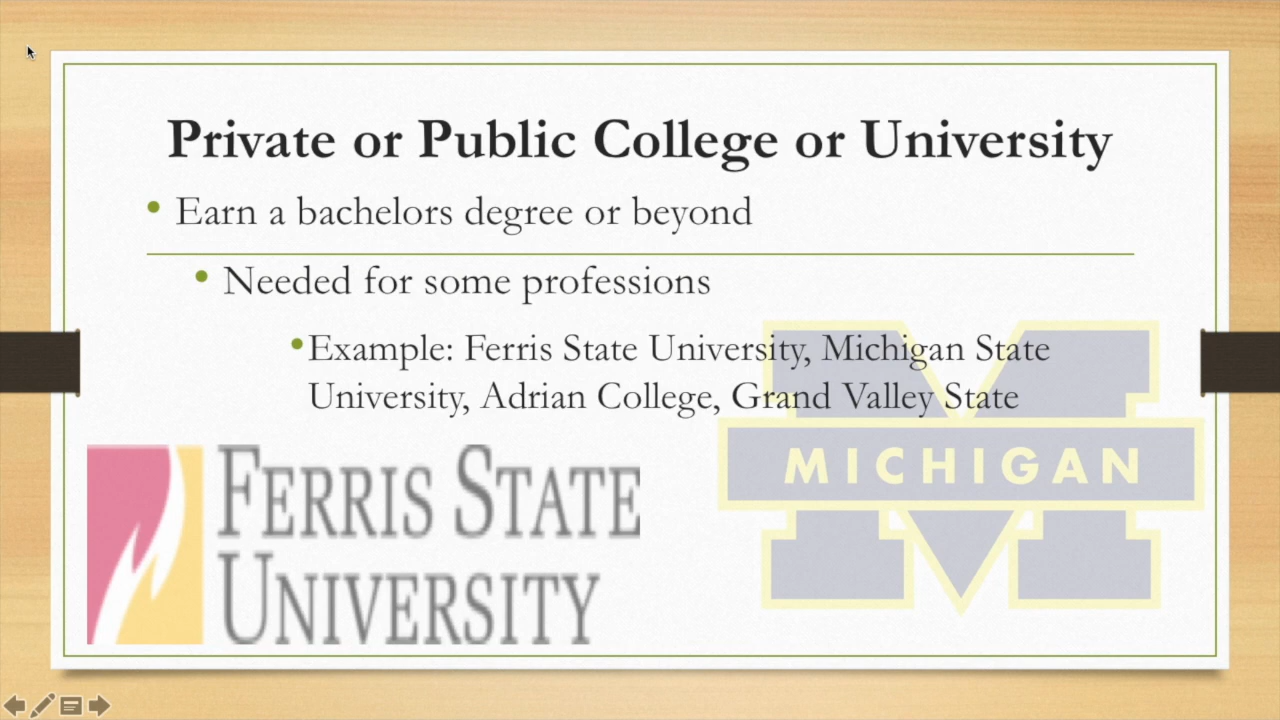 Private or Public College or University
• Earn a bachelors degree or beyond
• Needed for some professions
• Example: Ferris State University, Michigan State
University, Adrian College, Grand Valley State
MICHIGAN
FERRIS STATE
UNIVERSITY